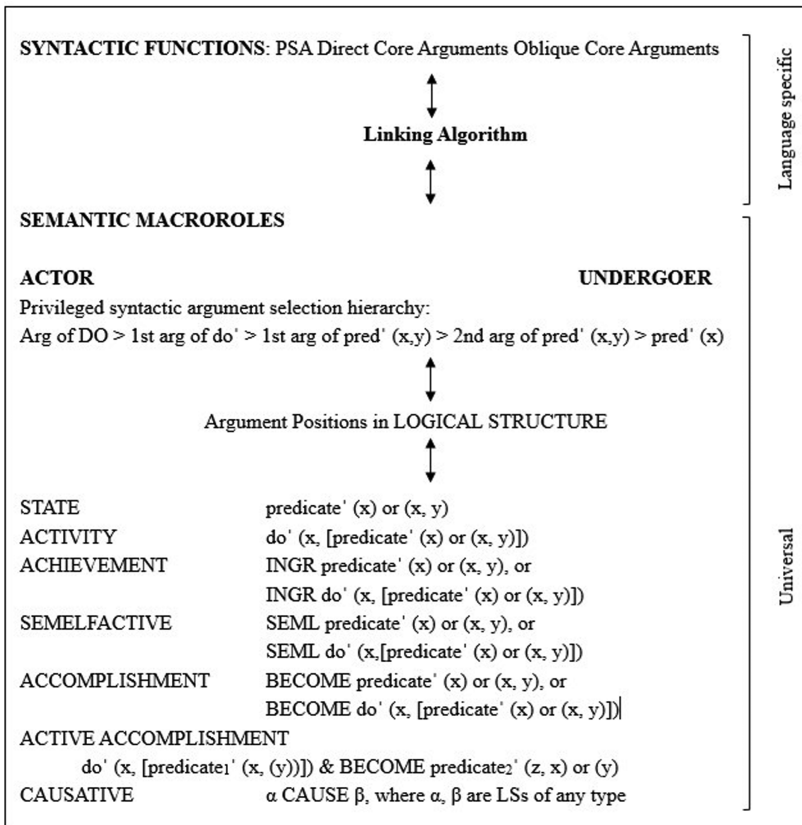 SYNTACTIC FUNCTIONS: PSA Direct Core Arguments Oblique Core Arguments
Linking Algorithm
Language specific
SEMANTIC MACROROLES
ACTOR UNDERGOER
Privileged syntactic argument selection hierarchy:
Arg of DO > 1st arg of do' > 1st arg of pred' (x,y) > 2nd arg of pred' (x,y) > pred' (x)
Argument Positions in LOGICAL STRUCTURE
STATE predicate' (x) or (x, y)
ACTIVITY do' (x, [predicate' (x) or (x, y)])
ACHIEVEMENT INGR predicate' (x) or (x, y), or
INGR do' (x, [predicate' (x) or (x, y)])
SEMELFACTIVE SEML predicate' (x) or (x, y), or
SEML do' (x,[predicate' (x) or (x, y)])
ACCOMPLISHMENT BECOME predicate' (x) or (x, y), or
BECOME do' (x, [predicate' (x) or (x, y)])
ACTIVE ACCOMPLISHMENT
do' (x, [predicate₁' (x, (y))]) & BECOME predicate₂' (z, x) or (y)
CAUSATIVE α CAUSE β, where α, β are LSs of any type
Universal